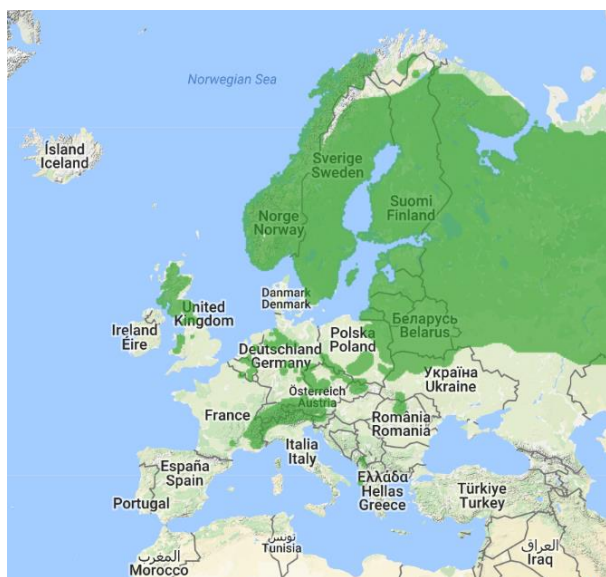 Norwegian Sea
Ísland
Iceland
Sverige
Sweden
Suomi
Finland
Norge
Norway
Danmark
Denmark
United
Kingdom
Ireland
Éire
Беларусь
Belarus
Polska
Poland
Deutschland
Germany
Україна
Ukraine
Österreich
Austria
France
România
Romania
Italia
Italy
España
Spain
Portugal
Ελλάδα
Hellas
Greece
Türkiye
Turkey
تونس
Tunisia
العراق
Iraq
المغرب
Morocco